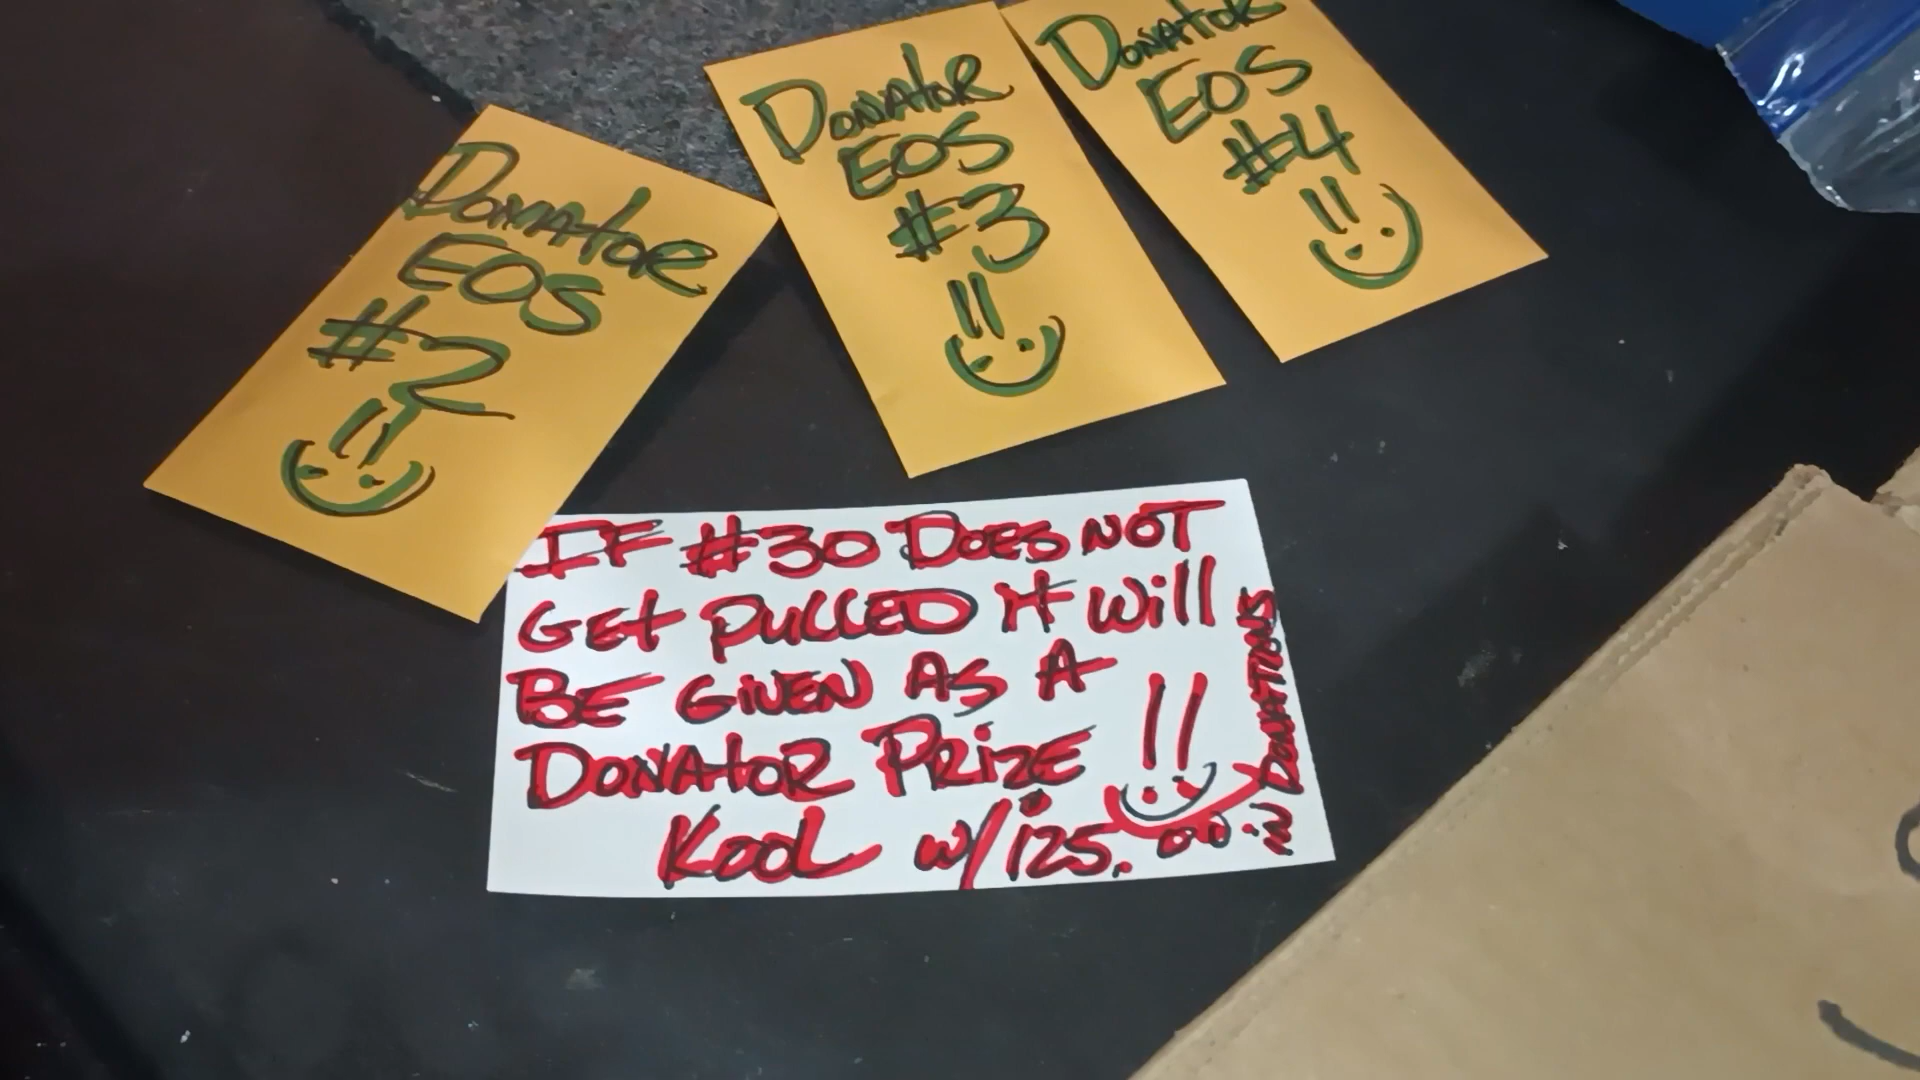 Donator
EOS
#2
!!
Donator
EOS
#3
!!
Donator
EOS
#4
!!
IF #30 DOES NOT
GET PULLED it Will
BE GiVEN AS A
DONAtOR PRiZE !!
KOOL w/125.00 iN DONATIONS